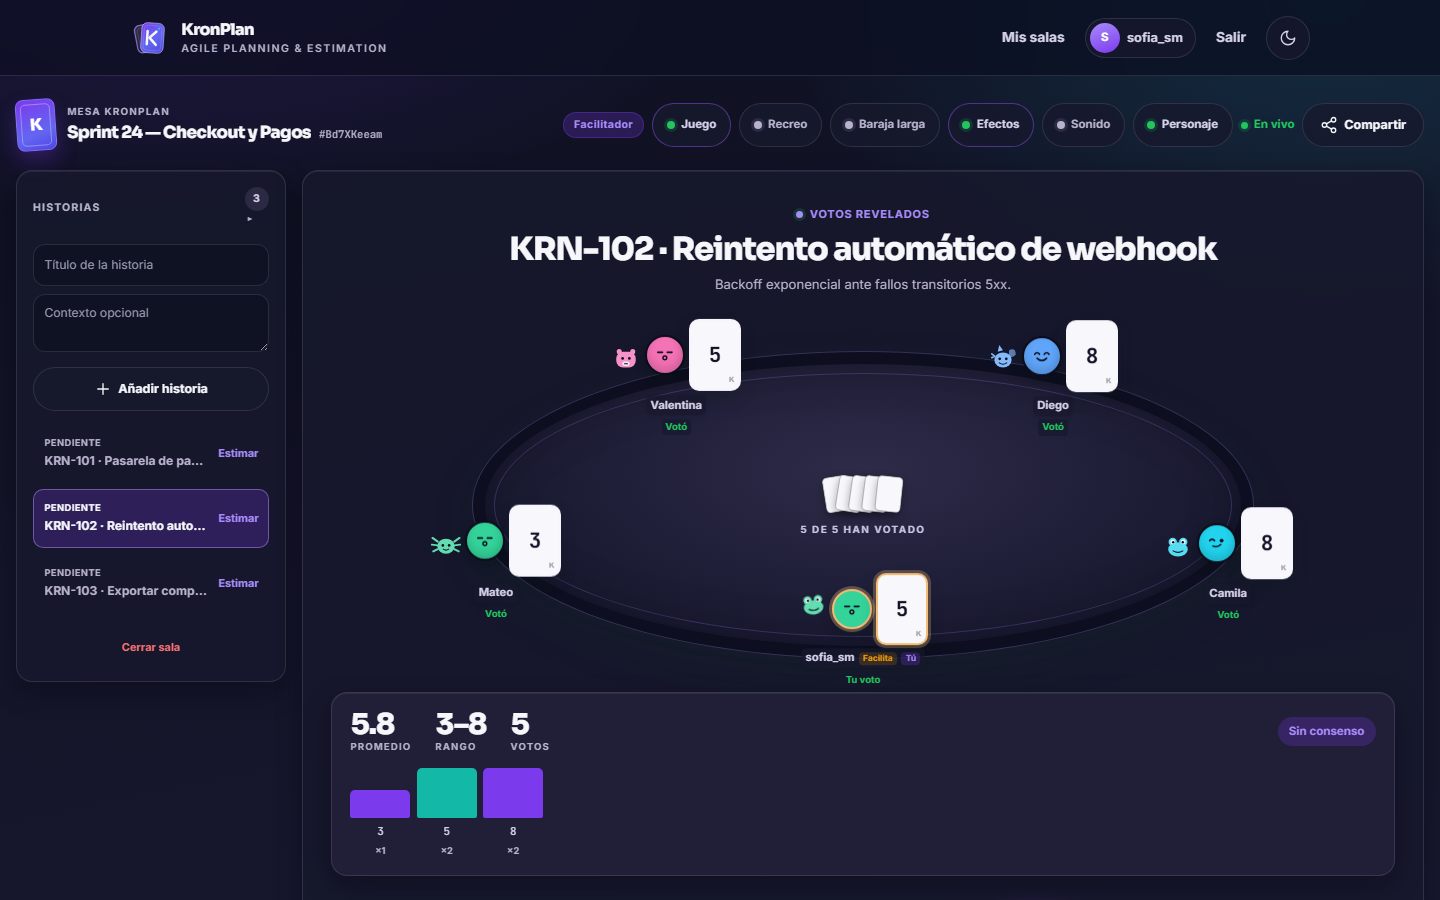 KronPlan
AGILE PLANNING & ESTIMATION
Mis salas
S
sofia_sm
Salir
K
MESA KRONPLAN
Sprint 24 — Checkout y Pagos #Bd7XKeeam
Facilitador
Juego
Recreo
Baraja larga
Efectos
Sonido
Personaje
En vivo
Compartir
HISTORIAS
3
Título de la historia
Contexto opcional
+ Añadir historia
PENDIENTE
KRN-101 · Pasarela de pa...
Estimar
PENDIENTE
KRN-102 · Reintento auto...
Estimar
PENDIENTE
KRN-103 · Exportar comp...
Estimar
Cerrar sala
VOTOS REVELADOS
KRN-102 · Reintento automático de webhook
Backoff exponencial ante fallos transitorios 5xx.
5
K
Valentina
Votó
8
K
Diego
Votó
3
K
Mateo
Votó
5 DE 5 HAN VOTADO
8
K
Camila
Votó
5
K
sofia_sm Facilita Tú
Tu voto
5.8
PROMEDIO
3–8
RANGO
5
VOTOS
Sin consenso
3
×1
5
×2
8
×2